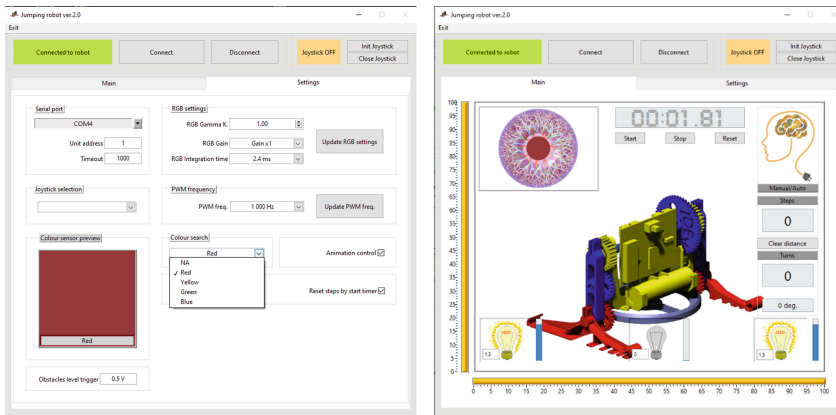 Jumping robot ver.2.0
Exit
Connected to robot
Connect
Disconnect
Joystick OFF
Init Joystick
Close Joystick
Main
Settings
Serial port
COM4
Unit address 1
Timeout 1000
RGB settings
RGB Gamma K. 1.00
RGB Gain Gain x1
RGB Integration time 2.4 ms
Update RGB settings
Joystick selection
PWM frequency
PWM freq. 1 000 Hz
Update PWM freq.
Colour sensor preview
Red
Colour search
Red
NA
✓ Red
Yellow
Green
Blue
Animation control
Reset steps by start timer
Obstacles level trigger 0.5 V
Jumping robot ver.2.0
Exit
Connected to robot
Connect
Disconnect
Joystick OFF
Init Joystick
Close Joystick
Main
Settings
100
95
90
85
80
75
70
65
60
55
50
45
40
35
30
25
20
15
10
5
0
00:01.81
Start
Stop
Reset
Manual/Auto
Steps
0
Clear distance
Turns
0
0 deg.
1.3
0
1.3
0 5 10 15 20 25 30 35 40 45 50 55 60 65 70 75 80 85 90 95 100